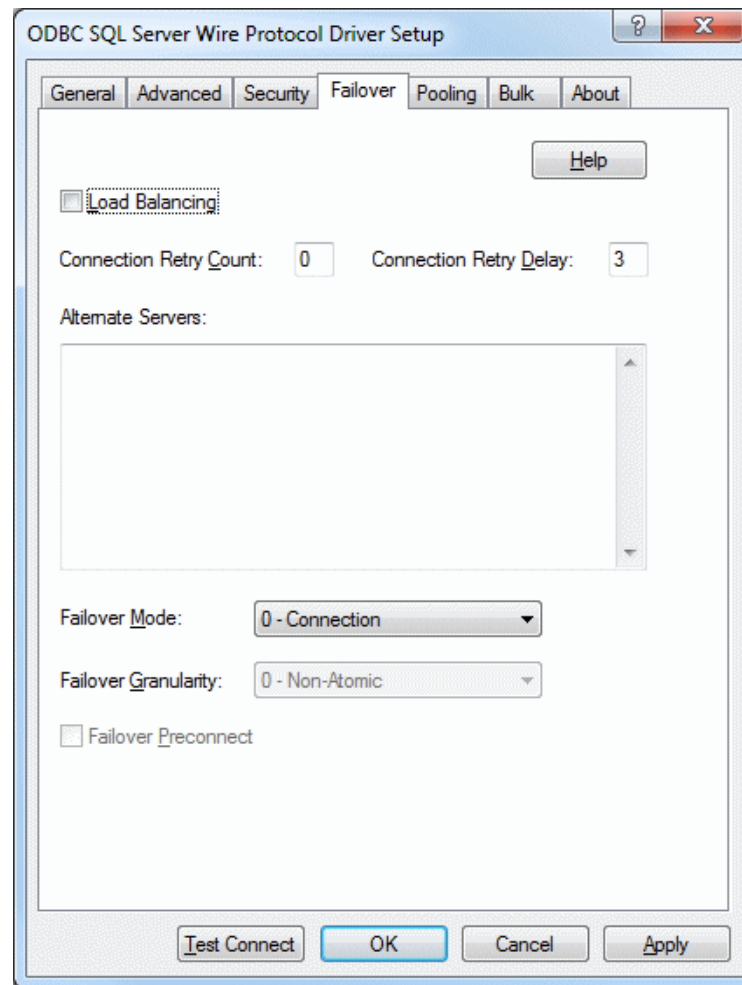 ODBC SQL Server Wire Protocol Driver Setup
?
General Advanced Security Failover Pooling Bulk About
Help
Load Balancing
Connection Retry Count: 0 Connection Retry Delay: 3
Alternate Servers:
Failover Mode: 0 - Connection
Failover Granularity: 0 - Non-Atomic
Failover Preconnect
Test Connect OK Cancel Apply